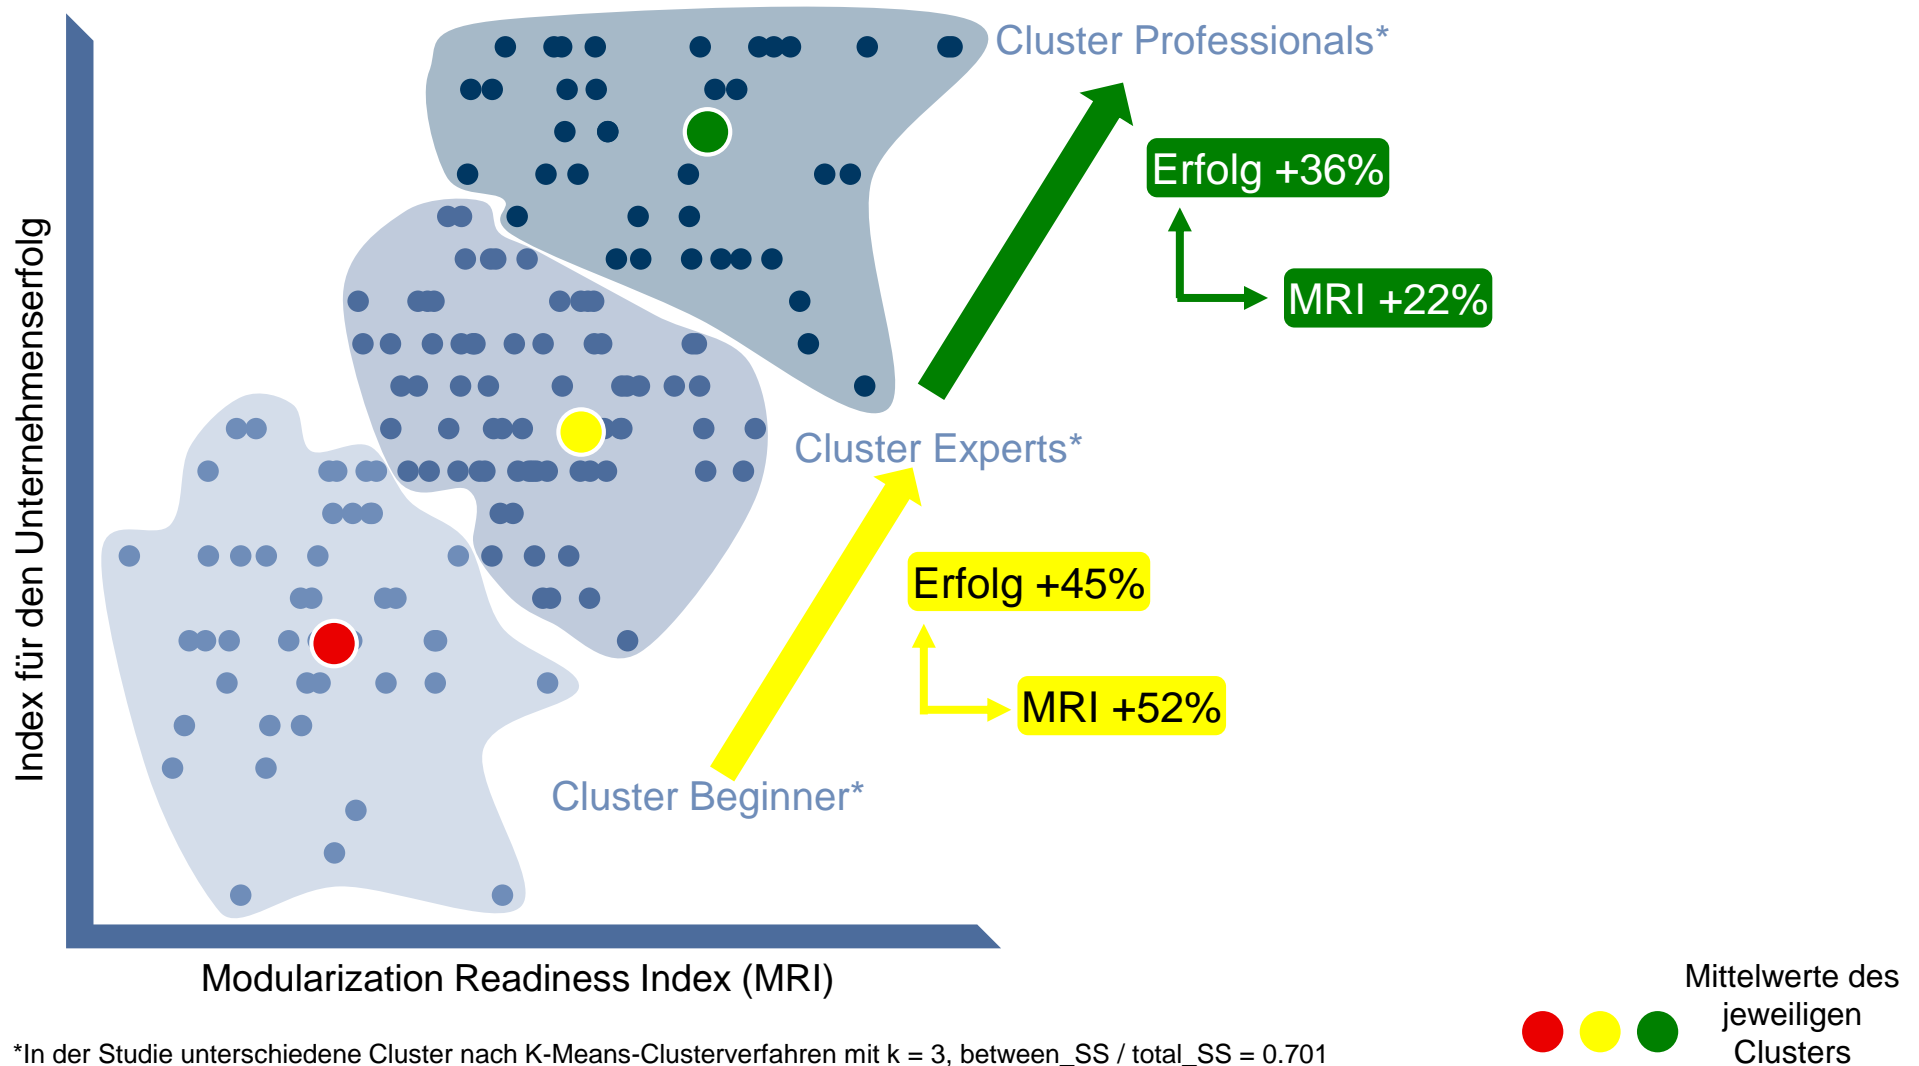 Cluster Professionals*
Erfolg +36%
MRI +22%
Index für den Unternehmenserfolg
Cluster Experts*
Erfolg +45%
MRI +52%
Cluster Beginner*
Modularization Readiness Index (MRI)
Mittelwerte des
jeweiligen
Clusters
*In der Studie unterschiedene Cluster nach K-Means-Clusterverfahren mit k = 3, between_SS / total_SS = 0.701